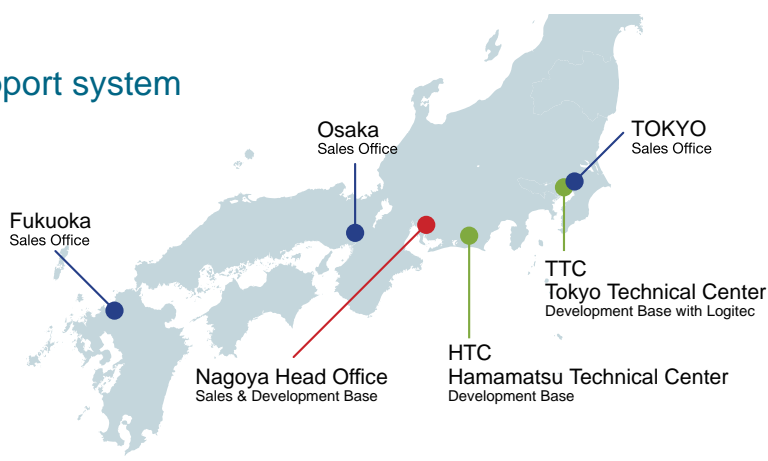 port system
Osaka
Sales Office
TOKYO
Sales Office
Fukuoka
Sales Office
TTC
Tokyo Technical Center
Development Base with Logitec
HTC
Hamamatsu Technical Center
Development Base
Nagoya Head Office
Sales & Development Base